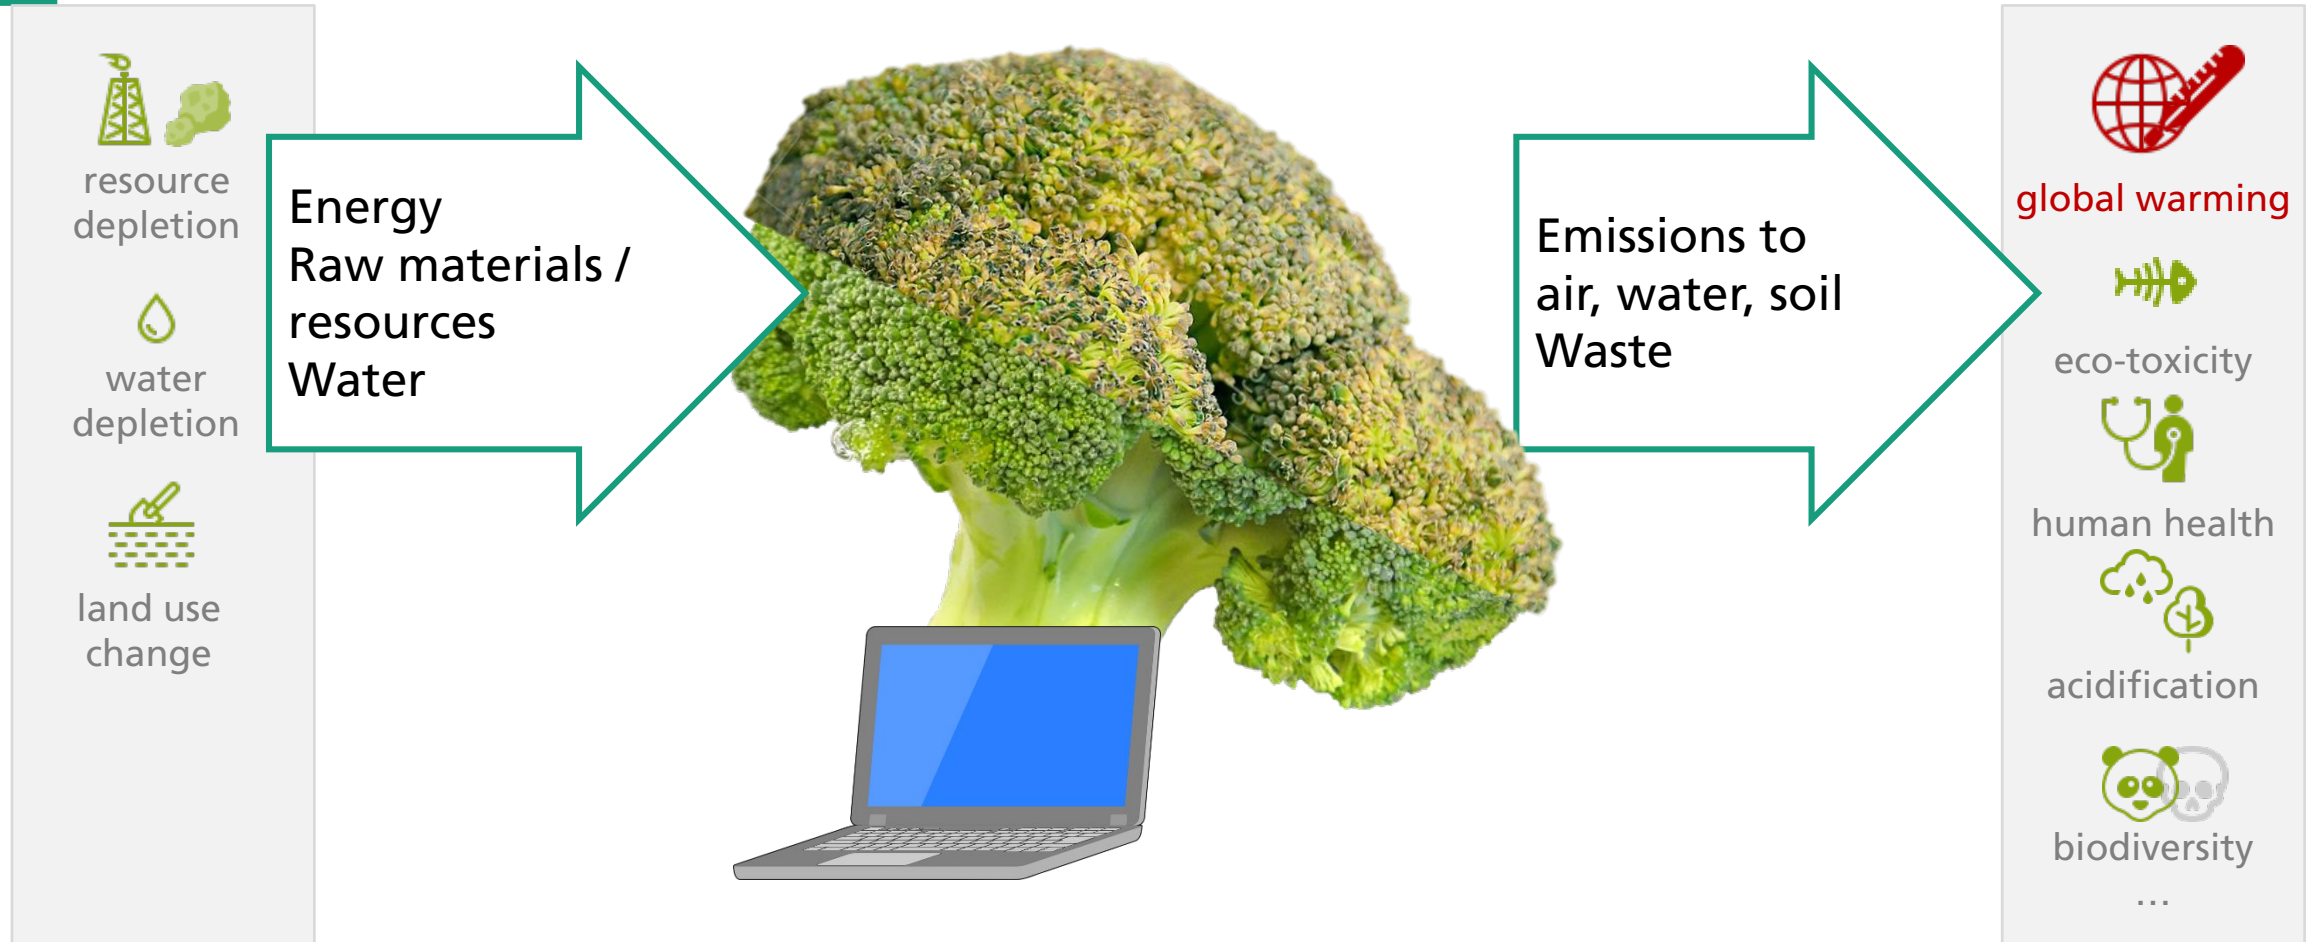 resource
depletion
water
depletion
land use
change
Energy
Raw materials /
resources
Water
Emissions to
air, water, soil
Waste
global warming
eco-toxicity
human health
acidification
biodiversity
...